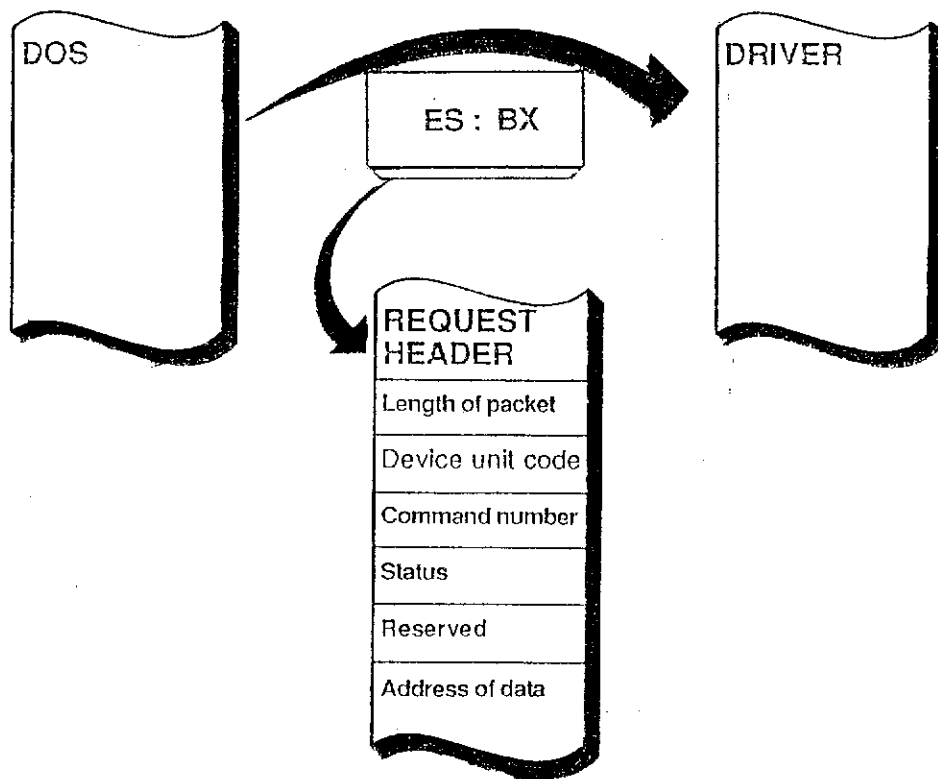 DOS
ES : BX
DRIVER
REQUEST
HEADER
Length of packet
Device unit code
Command number
Status
Reserved
Address of data